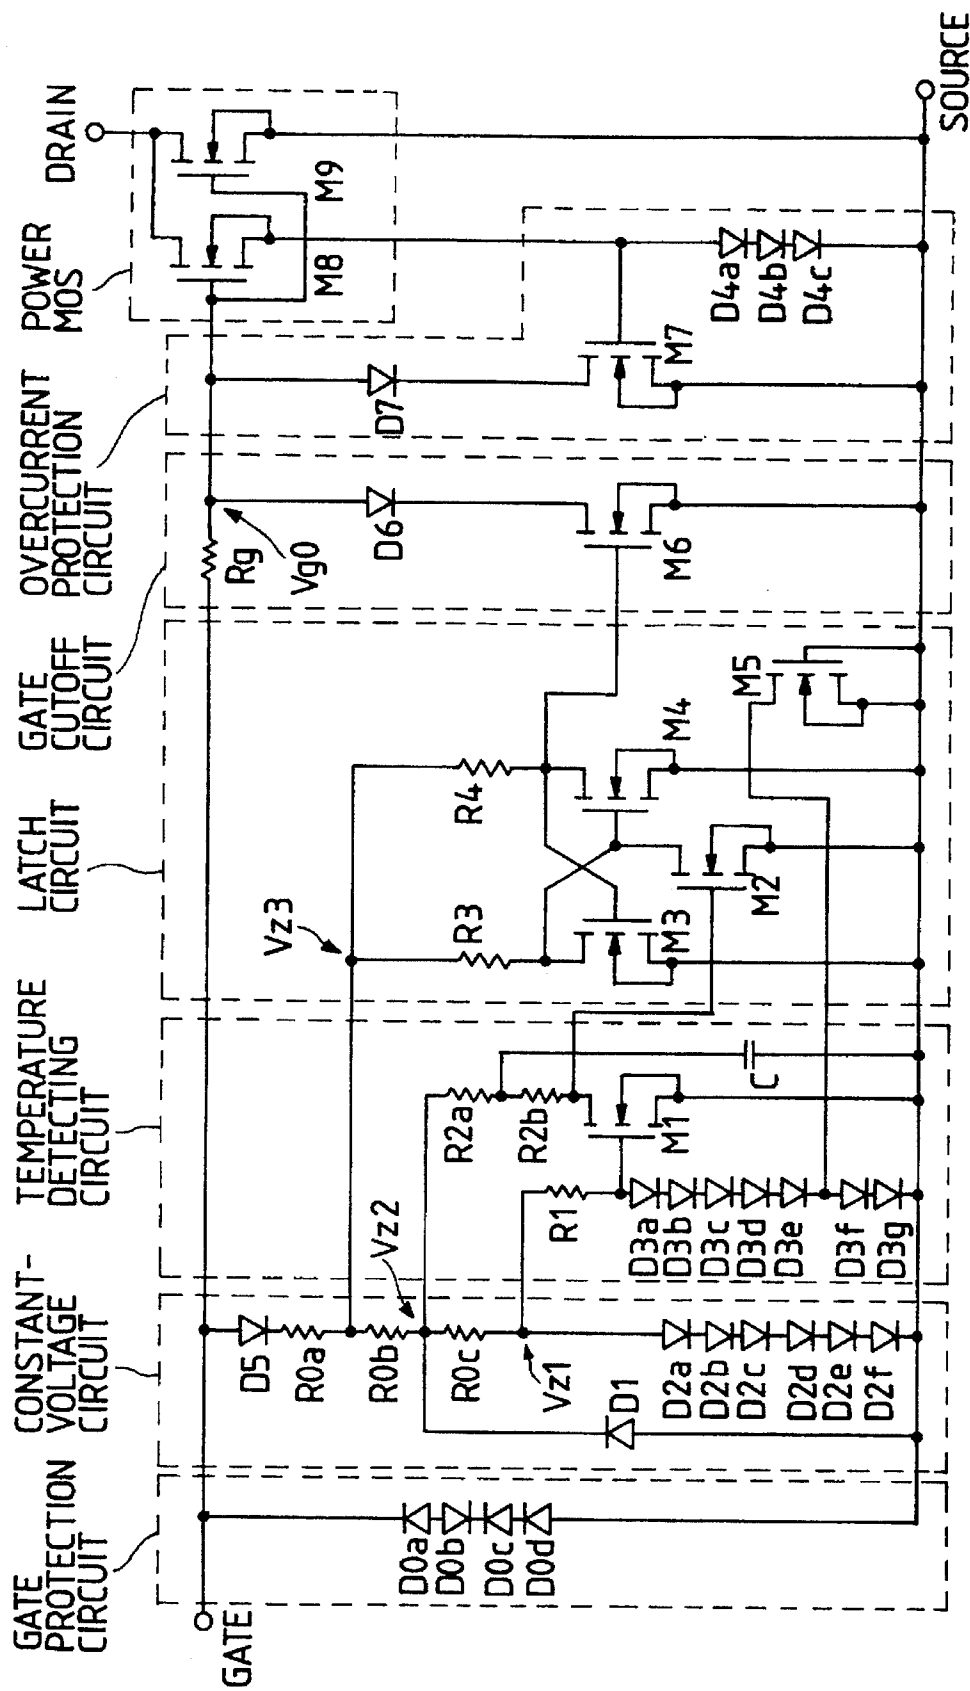 GATE
PROTECTION
CIRCUIT
CONSTANT-
VOLTAGE
CIRCUIT
TEMPERATURE
DETECTING
CIRCUIT
LATCH
CIRCUIT
GATE
CUTOFF
CIRCUIT
OVERCURRENT
PROTECTION
CIRCUIT
POWER
MOS
DRAIN
GATE
D0a
D0b
D0c
D0d
D5
R0a
R0b
R0c
Vz2
Vz1
D1
D2a
D2b
D2c
D2d
D2e
D2f
R1
R2a
R2b
M1
C
D3a
D3b
D3c
D3d
D3e
D3f
D3g
Vz3
R3
R4
M3
M4
M2
M5
Rg
Vg0
D6
M6
D7
M7
M8
M9
D4a
D4b
D4c
SOURCE